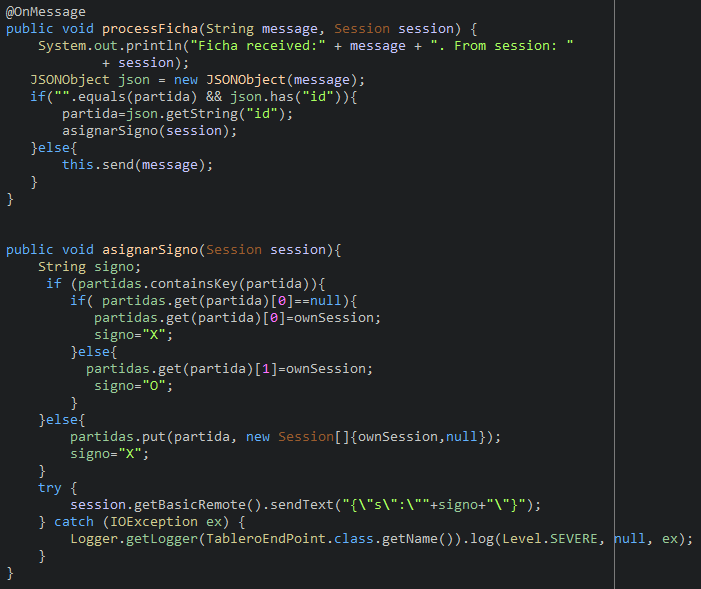 @OnMessage
public void processFicha(String message, Session session) {
System.out.println("Ficha received:" + message + ". From session: "
+ session);
JSONObject json = new JSONObject(message);
if("".equals(partida) && json.has("id")){
partida=json.getString("id");
asignarSigno(session);
}else{
this.send(message);
}
}
public void asignarSigno(Session session){
String signo;
if (partidas.containsKey(partida)){
if( partidas.get(partida)[0]==null){
partidas.get(partida)[0]=ownSession;
signo="X";
}else{
partidas.get(partida)[1]=ownSession;
signo="O";
}
}else{
partidas.put(partida, new Session[]{ownSession,null});
signo="X";
}
try {
session.getBasicRemote().sendText("{\"s\":\""+signo+"\"}");
} catch (IOException ex) {
Logger.getLogger(TableroEndPoint.class.getName()).log(Level.SEVERE, null, ex);
}
}